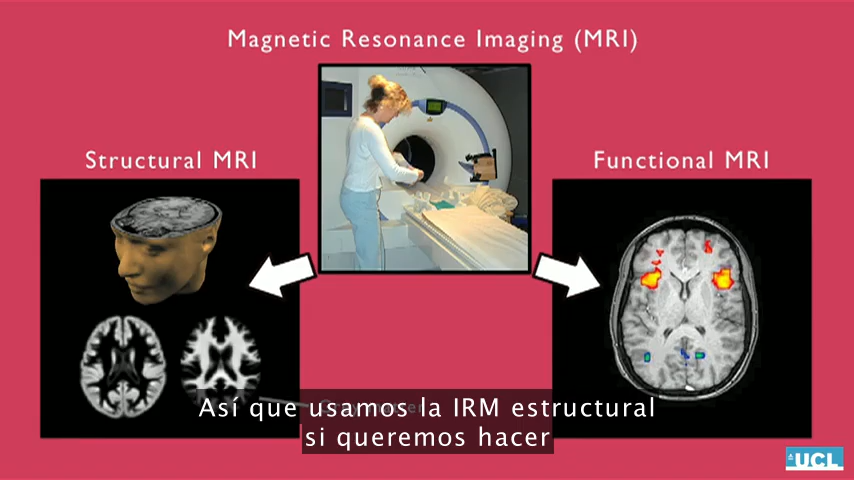 Magnetic Resonance Imaging (MRI)
Structural MRI
Functional MRI
Así que usamos la IRM estructural
si queremos hacer
UCL